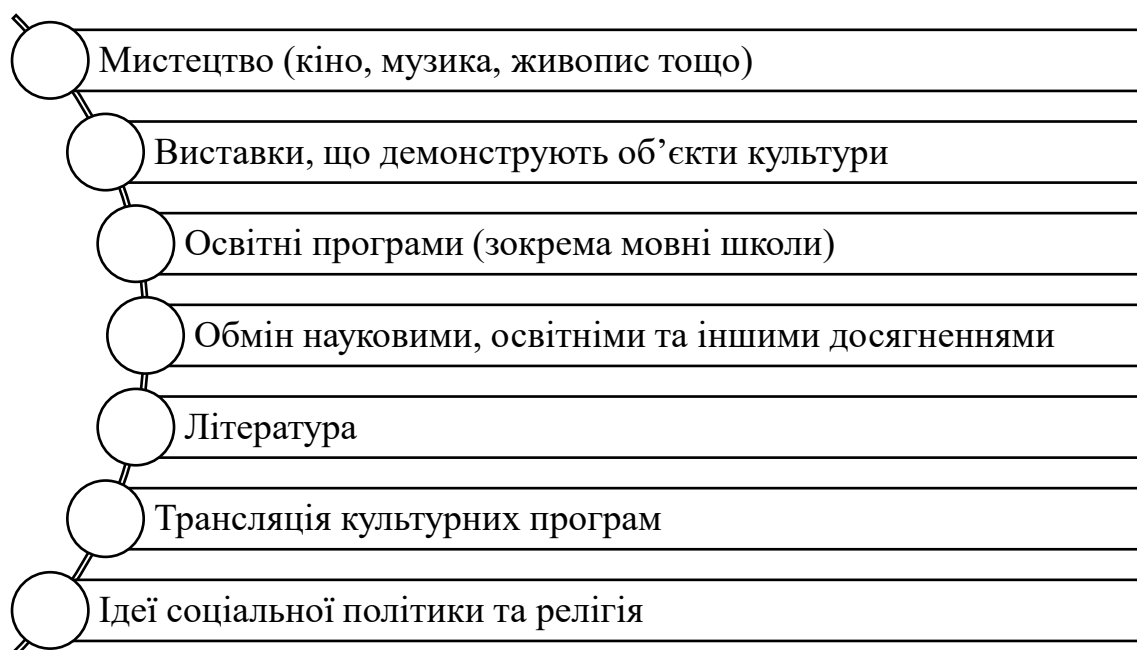 Мистецтво (кіно, музика, живопис тощо)
Виставки, що демонструють об’єкти культури
Освітні програми (зокрема мовні школи)
Обмін науковими, освітніми та іншими досягненнями
Література
Трансляція культурних програм
Ідеї соціальної політики та релігія